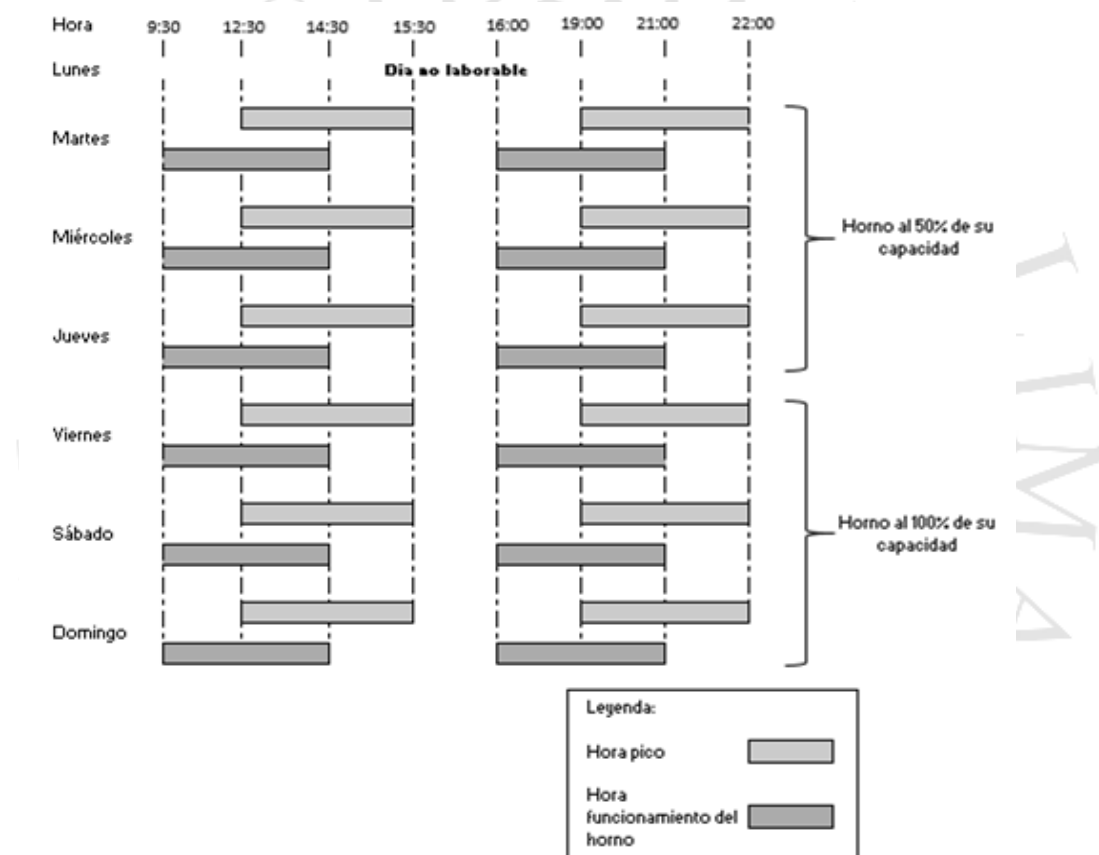 Hora 9:30 12:30 14:30 15:30 16:00 19:00 21:00 22:00
Lunes Dia no laborable
Martes
Miércoles
Horno al 50% de su
capacidad
Jueves
Viernes
Sábado
Horno al 100% de su
capacidad
Domingo
Leyenda:
Hora pico
Hora
funcionamiento del
horno